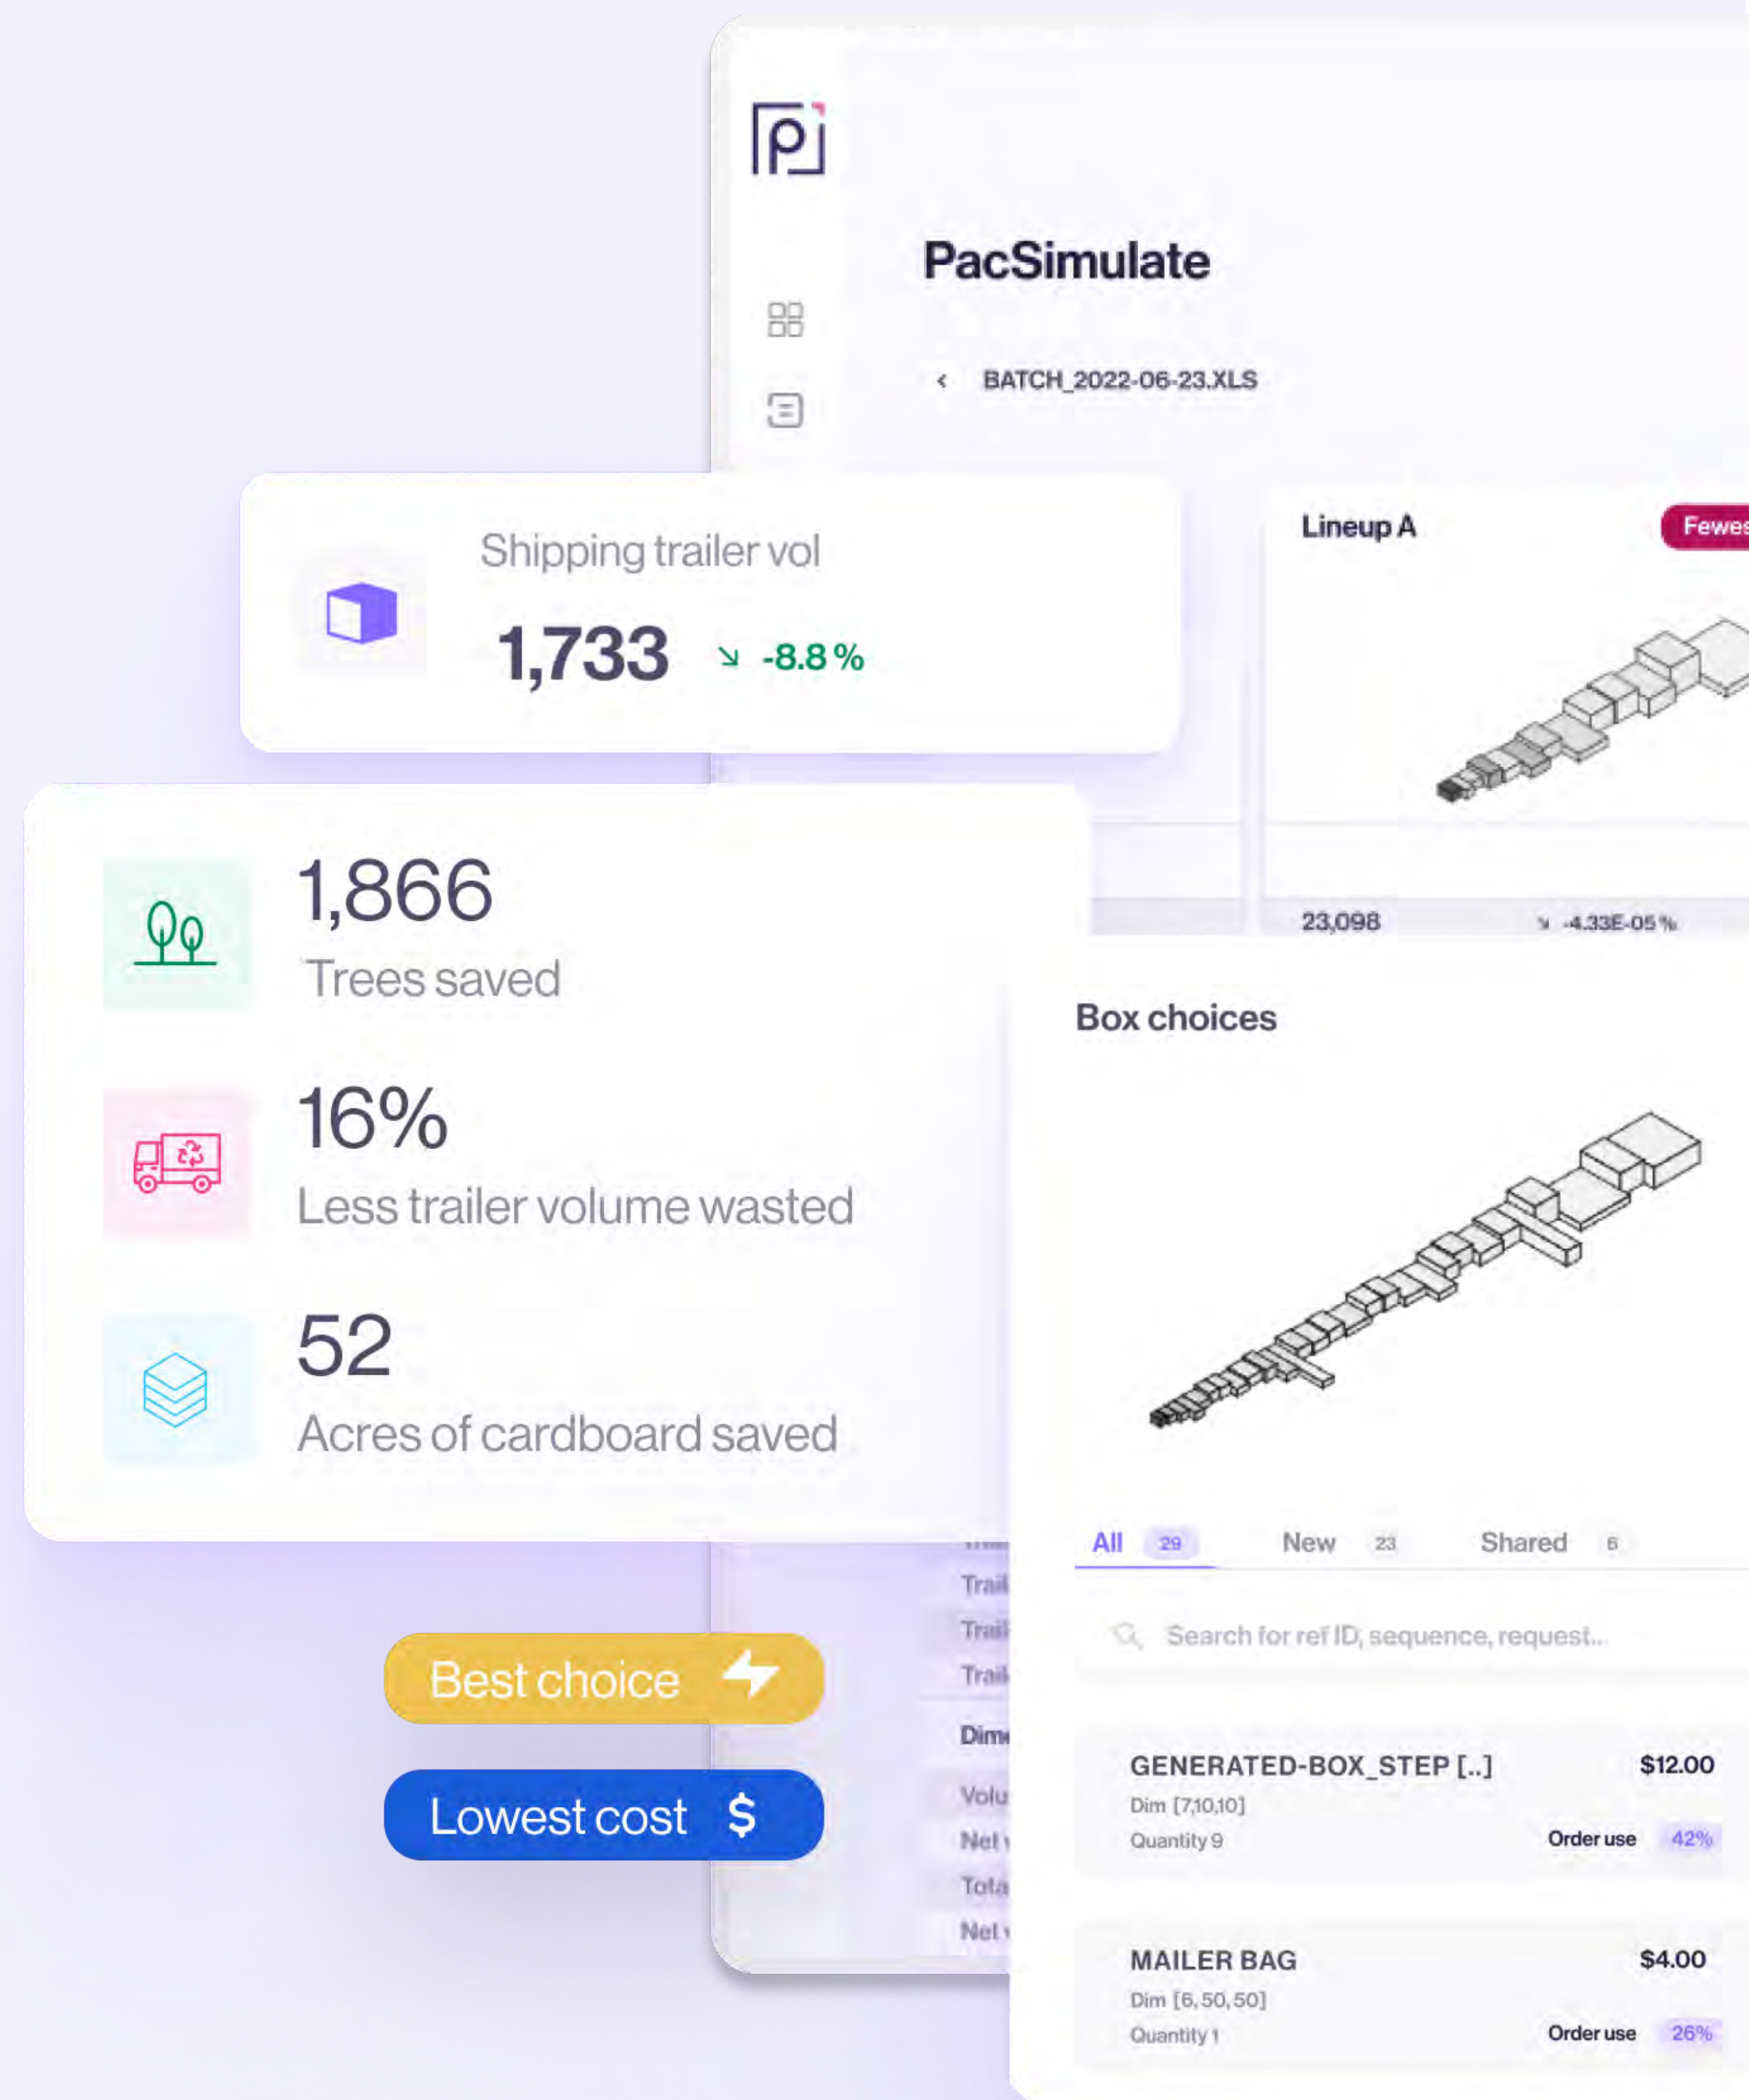 PacSimulate
BATCH_2022-06-23.XLS
Shipping trailer vol
1,733 -8.8 %
Lineup A
23,098 -4.33E-05 %
1,866
Trees saved
16%
Less trailer volume wasted
52
Acres of cardboard saved
Best choice
Lowest cost $
Box choices
All 29 New 23 Shared 6
Search for ref ID, sequence, request...
GENERATED-BOX_STEP [..] $12.00
Dim [7,10,10]
Quantity 9 Order use 42%
MAILER BAG $4.00
Dim [6, 50, 50]
Quantity 1 Order use 26%